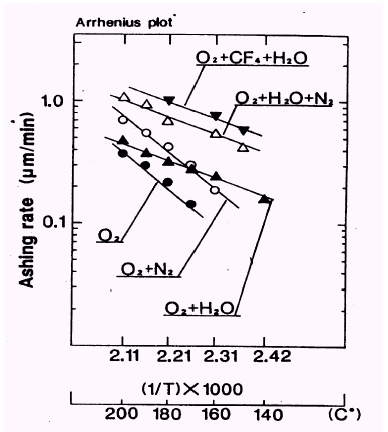 Arrhenius plot
O₂+CF₄+H₂O
O₂+H₂O+N₂
1.0
Ashing rate (μm/min)
0.1
O₂
O₂+N₂
O₂+H₂O
2.11 2.21 2.31 2.42
(1/T)×1000
200 180 160 140 (C°)